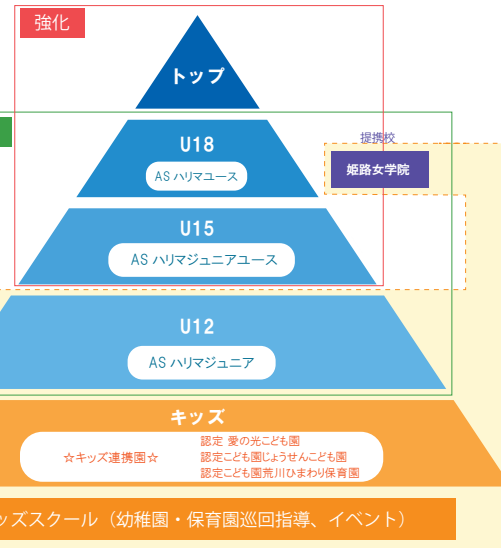 強化
トップ
U18
AS ハリマユース
提携校
姫路女学院
U15
AS ハリマジュニアユース
U12
AS ハリマジュニア
キッズ
☆キッズ連携園☆
認定 愛の光こども園
認定こども園じょうせんこども園
認定こども園荒川ひまわり保育園
ッズスクール（幼稚園・保育園巡回指導、イベント）